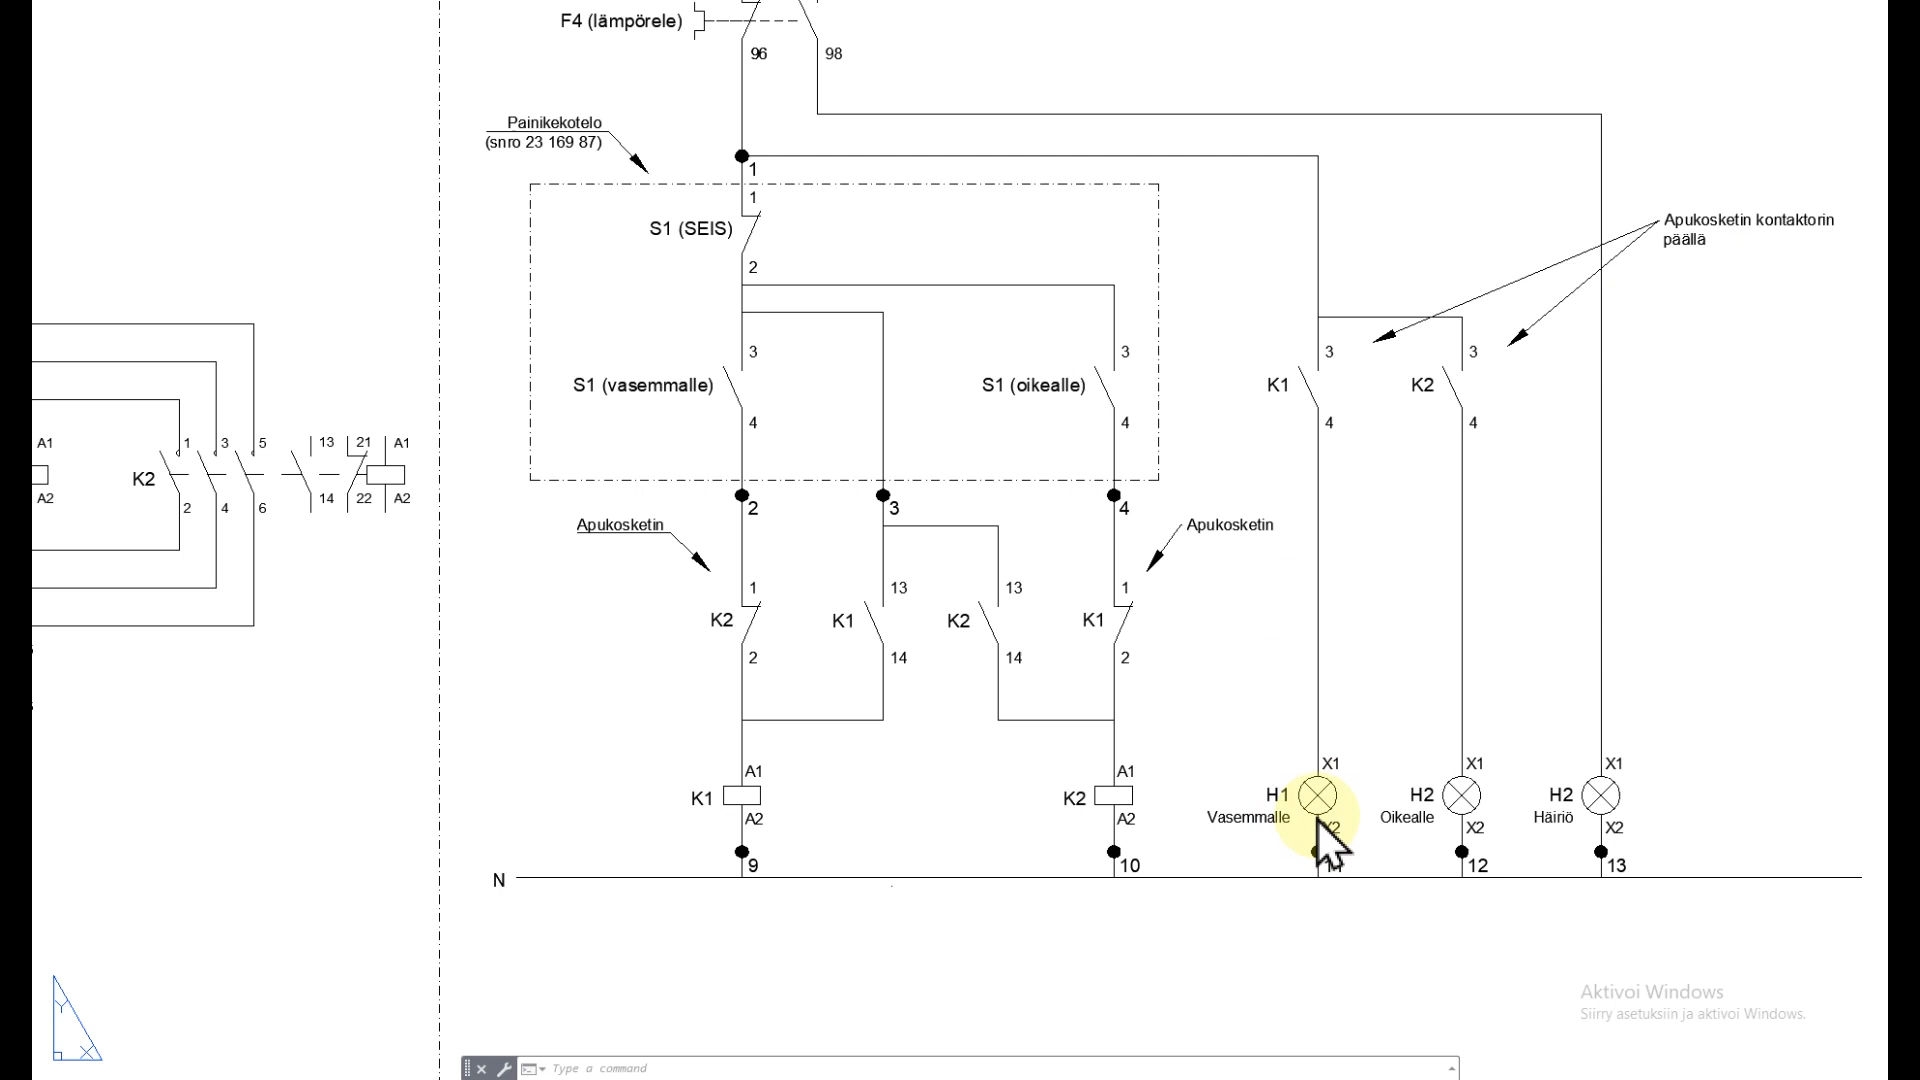 F4 (lämpörele)
96
98
Painikekotelo
(snro 23 169 87)
1
1
S1 (SEIS)
2
Apukosketin kontaktorin
päällä
3
S1 (vasemmalle)
4
3
S1 (oikealle)
4
3
K1
4
3
K2
4
A1
A2
K2
1
3
5
13
21
A1
2
4
6
14
22
A2
2
3
4
Apukosketin
Apukosketin
1
K2
2
13
K1
14
13
K2
14
1
K1
2
A1
K1
A2
9
A1
K2
A2
10
X1
H1
Vasemmalle
X2
X1
H2
Oikealle
X2
12
X1
H2
Häiriö
X2
13
N
Aktivoi Windows
Siirry asetuksiin ja aktivoi Windows.
Y
X
Type a command